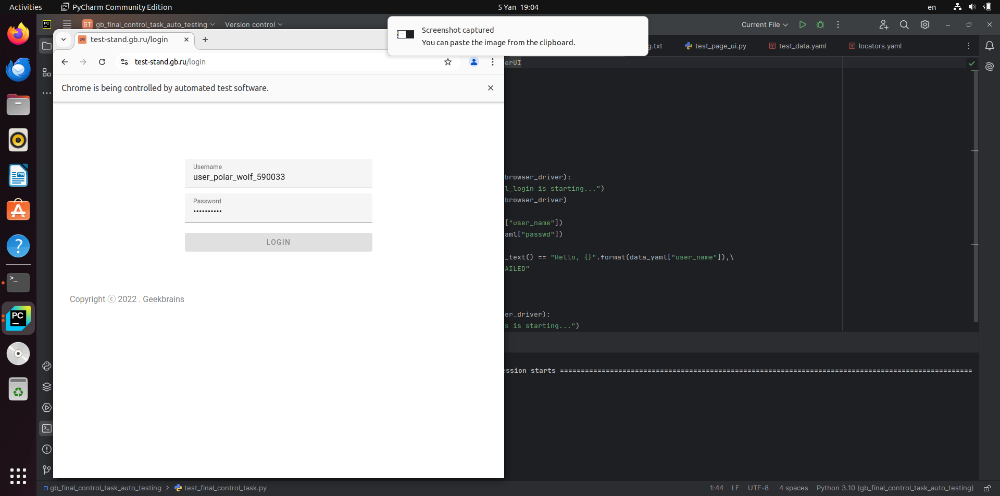 Activities
PyCharm Community Edition
5 Yan 19:04
en
gb_final_control_task_auto_testing
Version control
Current File
Screenshot captured
You can paste the image from the clipboard.
test-stand.gb.ru/login
g.txt
test_page_ui.py
test_data.yaml
locators.yaml
test-stand.gb.ru/login
Chrome is being controlled by automated test software.
Username
user_polar_wolf_590033
Password
••••••••••
LOGIN
Copyright ⓒ 2022 . Geekbrains
erUI
browser_driver):
l_login is starting...")
browser_driver)
["user_name"])
aml["passwd"])
_text() == "Hello, {}".format(data_yaml["user_name"]),\
AILED"
er_driver):
s is starting...")
ession starts ===================================================================================================
gb_final_control_task_auto_testing > test_final_control_task.py
1:44 LF UTF-8 4 spaces Python 3.10 (gb_final_control_task_auto_testing)